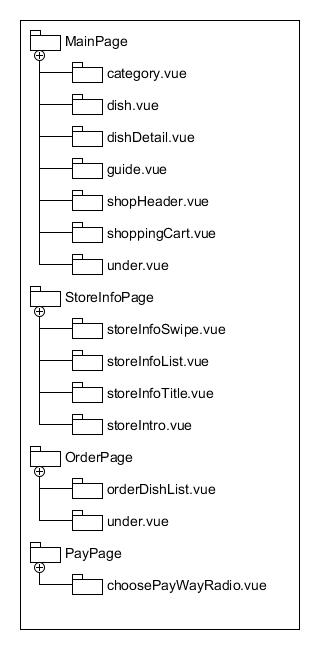 MainPage
category.vue
dish.vue
dishDetail.vue
guide.vue
shopHeader.vue
shoppingCart.vue
under.vue
StoreInfoPage
storeInfoSwipe.vue
storeInfoList.vue
storeInfoTitle.vue
storeIntro.vue
OrderPage
orderDishList.vue
under.vue
PayPage
choosePayWayRadio.vue